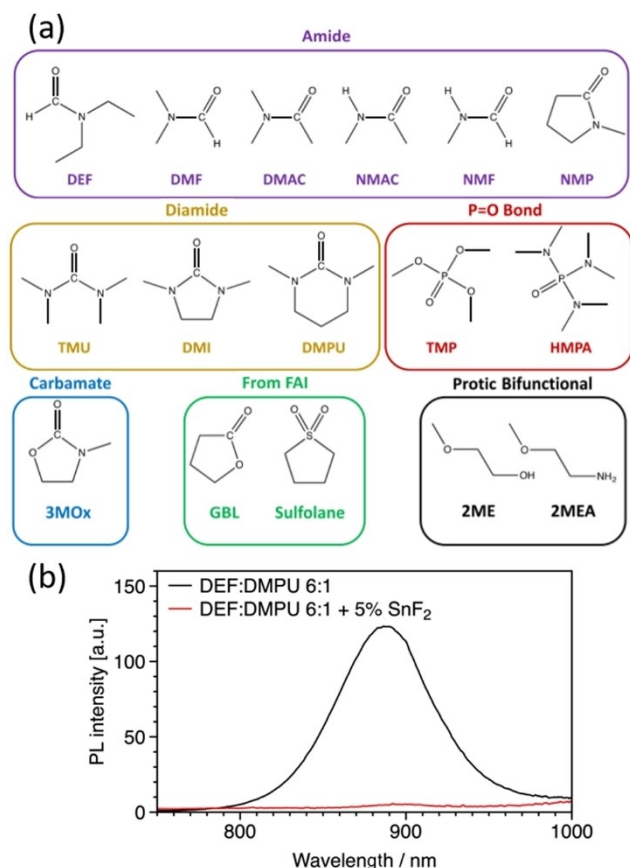 (a)
Amide
O
H
C
N
DEF
N
C
O
H
DMF
N
C
O
DMAC
H
N
C
O
NMAC
H
N
C
O
H
NMF
O
C
N
NMP
Diamide
O
C
N
N
TMU
O
C
N
N
DMI
O
C
N
N
DMPU
P=O Bond
O
O
P
O
O
TMP
N
N
P
O
N
HMPA
Carbamate
O
C
O
N
3MOx
From FAI
O
C
O
GBL
O
O
S
Sulfolane
Protic Bifunctional
O
OH
2ME
O
NH₂
2MEA
(b)
PL intensity [a.u.]
150
100
50
0
DEF:DMPU 6:1
DEF:DMPU 6:1 + 5% SnF₂
800
900
1000
Wavelength / nm